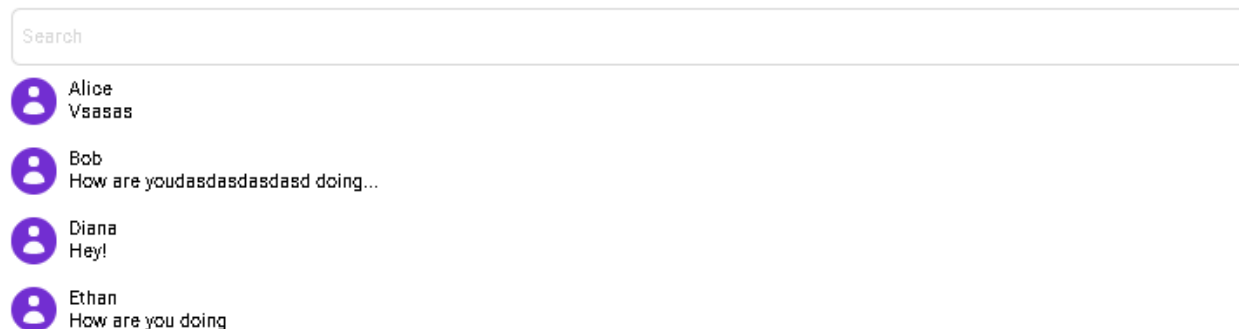 Search
Alice
Vsasas
Bob
How are youdasdasdasdasd doing...
Diana
Hey!
Ethan
How are you doing